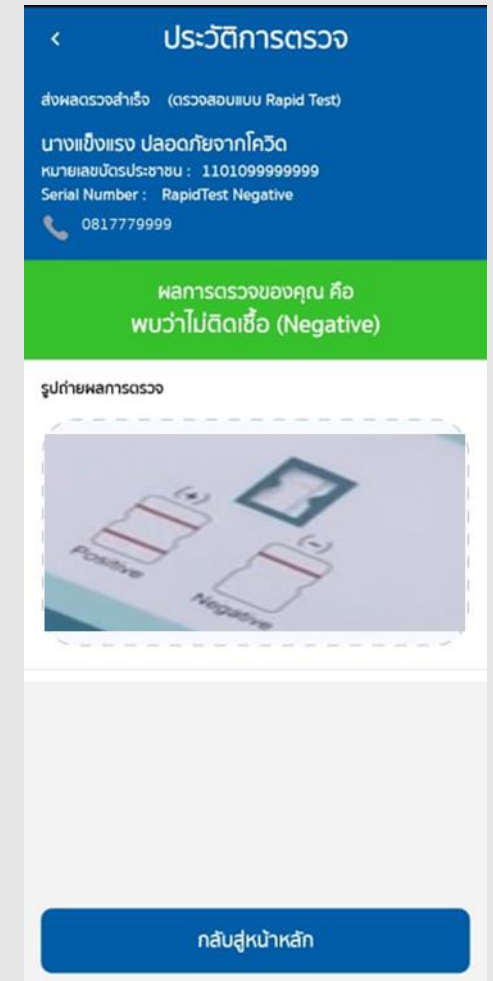 ประวัติการตรวจ
ส่งผลตรวจสำเร็จ (ตรวจสอบแบบ Rapid Test)
นางแข็งแรง ปลอดภัยจากโควิด
หมายเลขบัตรประชาชน : 1101099999999
Serial Number : RapidTest Negative
0817779999
ผลการตรวจของคุณ คือ
พบว่าไม่ติดเชื้อ (Negative)
รูปถ่ายผลการตรวจ
(+)
(-)
Positive
Negative
กลับสู่หน้าหลัก